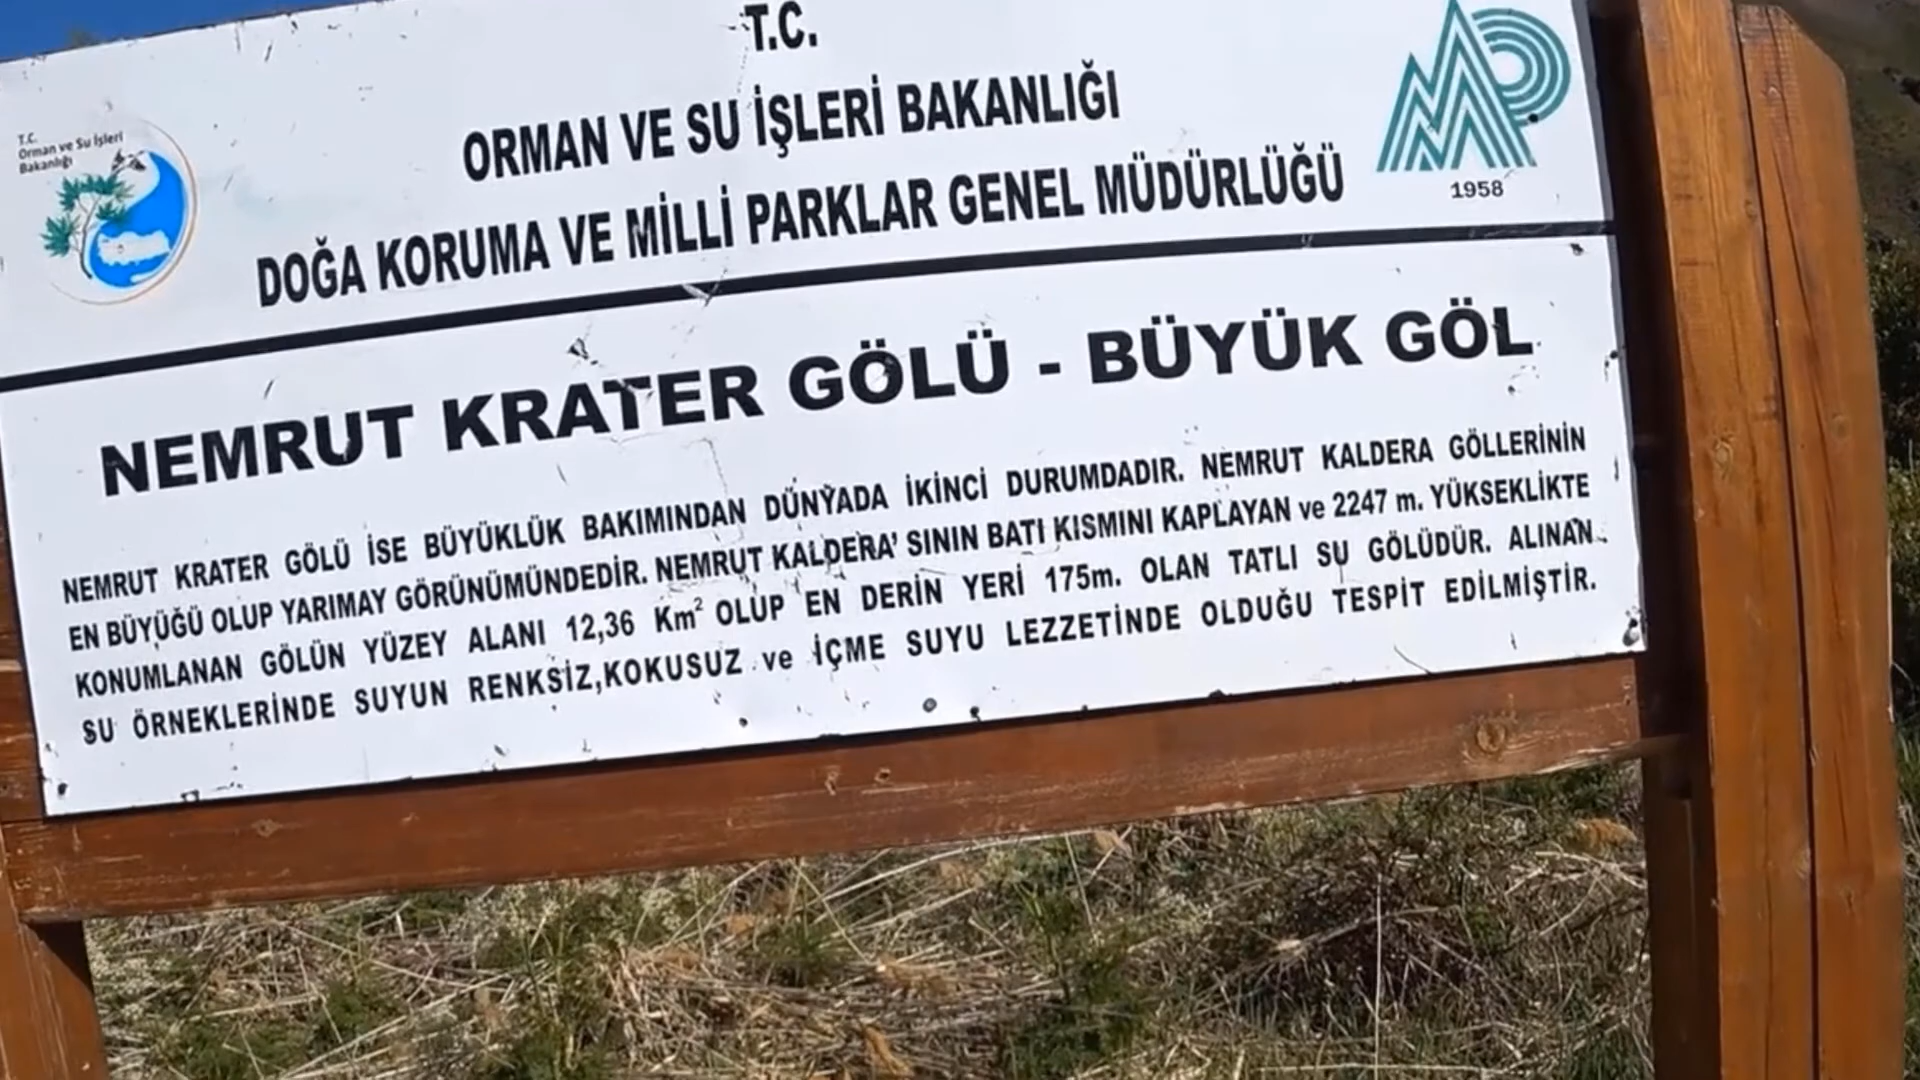 T.C.
ORMAN VE SU İŞLERİ BAKANLIĞI
DOĞA KORUMA VE MİLLİ PARKLAR GENEL MÜDÜRLÜĞÜ
T.C.
Orman ve Su İşleri
Bakanlığı
MP
1958
NEMRUT KRATER GÖLÜ - BÜYÜK GÖL
NEMRUT KRATER GÖLÜ İSE BÜYÜKLÜK BAKIMINDAN DÜNYADA İKİNCİ DURUMDADIR. NEMRUT KALDERA GÖLLERİNİN
EN BÜYÜĞÜ OLUP YARIMAY GÖRÜNÜMÜNDEDİR. NEMRUT KALDERA' SININ BATI KISMINI KAPLAYAN ve 2247 m. YÜKSEKLİKTE
KONUMLANAN GÖLÜN YÜZEY ALANI 12,36 Km² OLUP EN DERİN YERİ 175m. OLAN TATLI SU GÖLÜDÜR. ALINAN
SU ÖRNEKLERİNDE SUYUN RENKSİZ,KOKUSUZ ve İÇME SUYU LEZZETİNDE OLDUĞU TESPİT EDİLMİŞTİR.